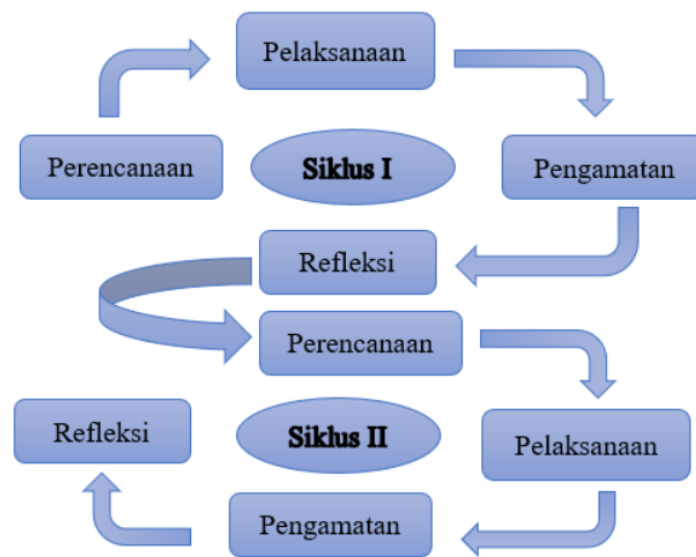 Pelaksanaan
Perencanaan
Siklus I
Pengamatan
Refleksi
Perencanaan
Refleksi
Siklus II
Pelaksanaan
Pengamatan